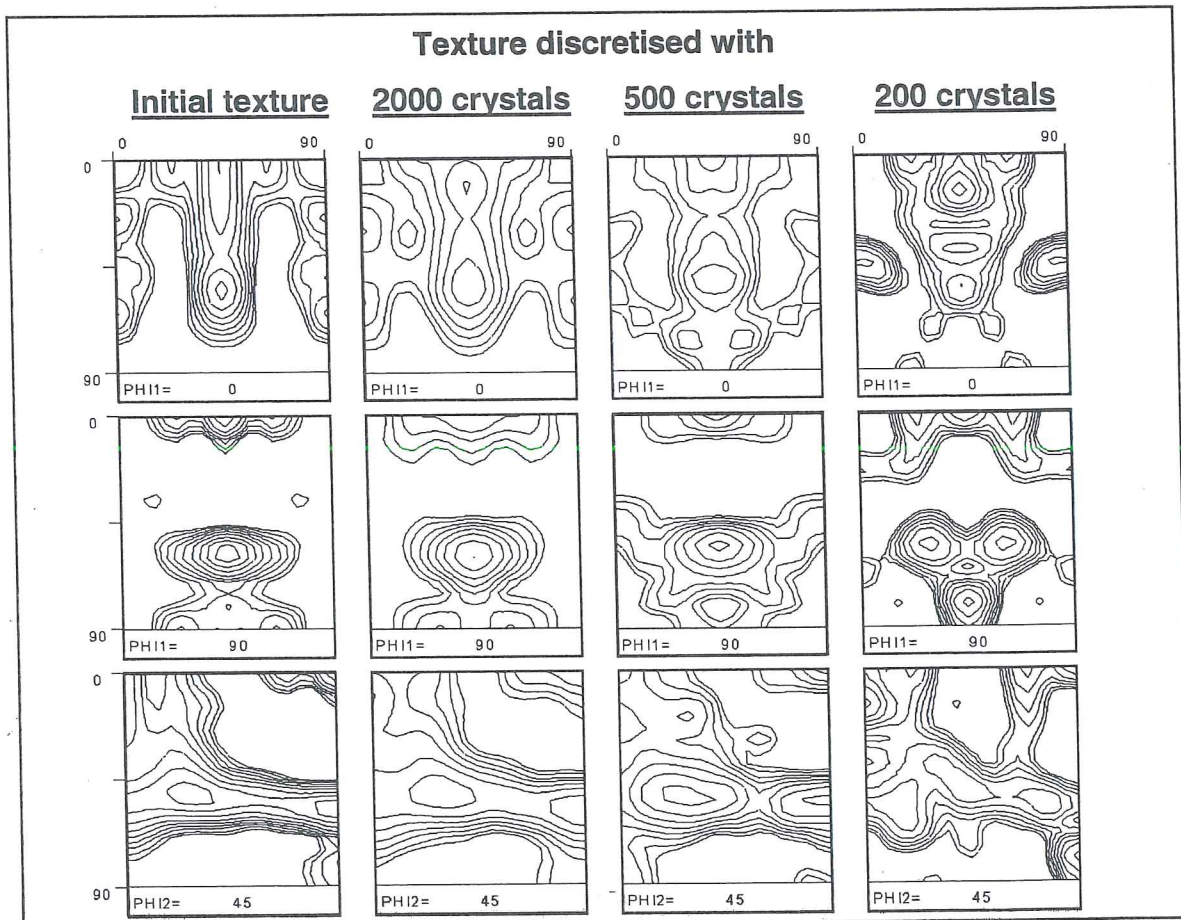 Texture discretised with
Initial texture 2000 crystals 500 crystals 200 crystals
0 90 0 90 0 90 0 90
0
90
PHI1= 0 PHI1= 0 PHI1= 0 PHI1= 0
0
90
PHI1= 90 PHI1= 90 PHI1= 90 PHI1= 90
0
90
PHI2= 45 PHI2= 45 PHI2= 45 PHI2= 45